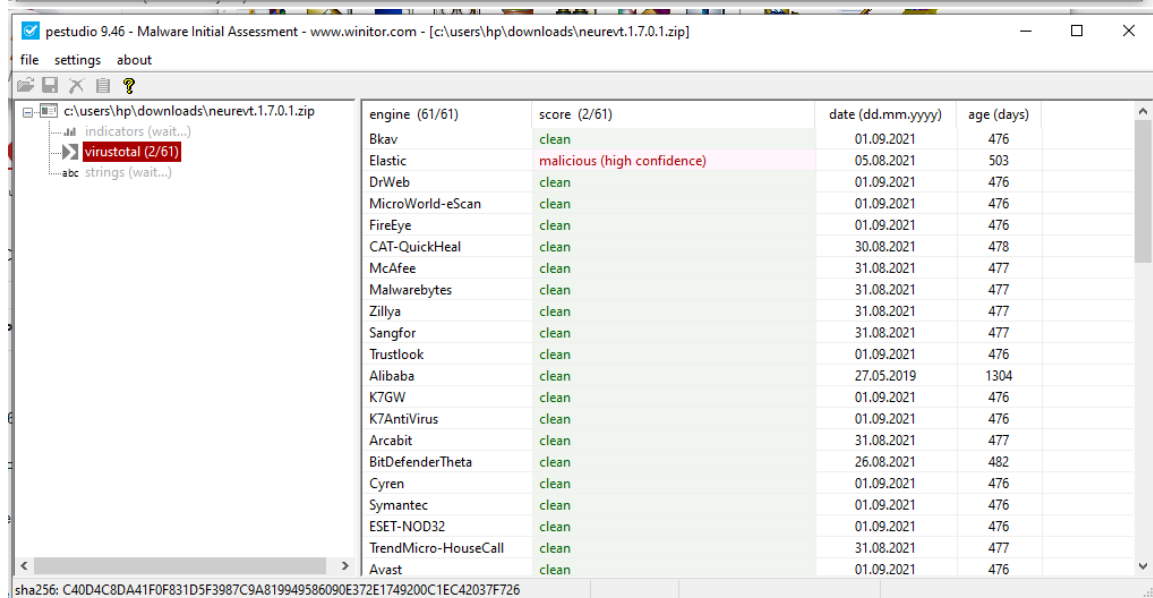 pestudio 9.46 - Malware Initial Assessment - www.winitor.com - [c:\users\hp\downloads\neurevt.1.7.0.1.zip]
file settings about
c:\users\hp\downloads\neurevt.1.7.0.1.zip
indicators (wait...)
virustotal (2/61)
abc strings (wait...)
engine (61/61) score (2/61) date (dd.mm.yyyy) age (days)
Bkav clean 01.09.2021 476
Elastic malicious (high confidence) 05.08.2021 503
DrWeb clean 01.09.2021 476
MicroWorld-eScan clean 01.09.2021 476
FireEye clean 01.09.2021 476
CAT-QuickHeal clean 30.08.2021 478
McAfee clean 31.08.2021 477
Malwarebytes clean 31.08.2021 477
Zillya clean 31.08.2021 477
Sangfor clean 31.08.2021 477
Trustlook clean 01.09.2021 476
Alibaba clean 27.05.2019 1304
K7GW clean 01.09.2021 476
K7AntiVirus clean 01.09.2021 476
Arcabit clean 31.08.2021 477
BitDefenderTheta clean 26.08.2021 482
Cyren clean 01.09.2021 476
Symantec clean 01.09.2021 476
ESET-NOD32 clean 01.09.2021 476
TrendMicro-HouseCall clean 31.08.2021 477
Avast clean 01.09.2021 476
sha256: C40D4C8DA41F0F831D5F3987C9A819949586090E372E1749200C1EC42037F726